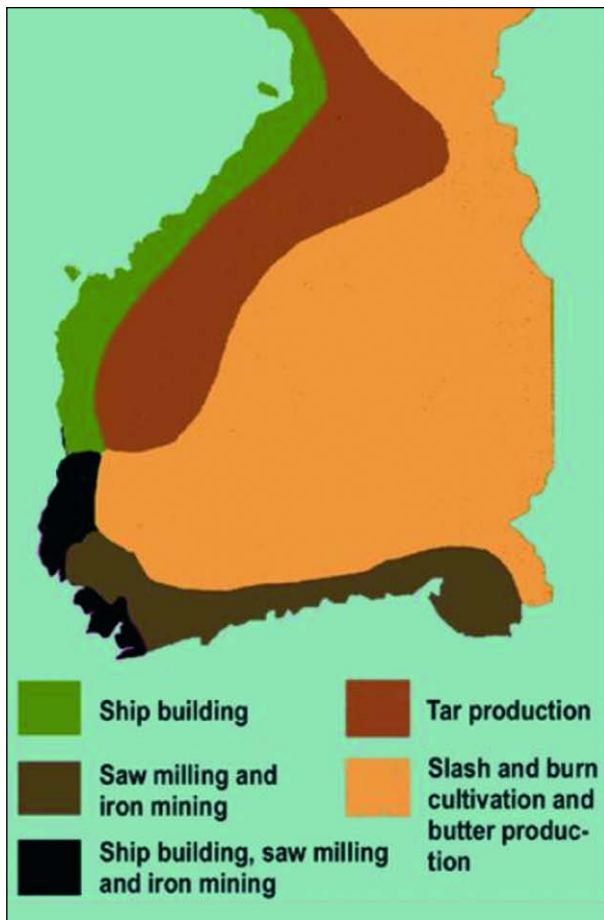 Ship building
Tar production
Saw milling and
iron mining
Slash and burn
cultivation and
butter produc-
tion
Ship building, saw milling
and iron mining